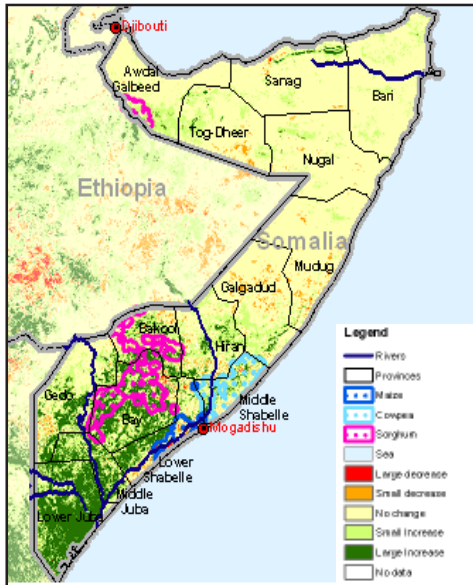 Djibouti
Awdal
Galbeed
Sanag
Bari
Tog-Dheer
Nugal
Ethiopia
Somalia
Mudug
Galgadud
Bakool
Hiran
Gedo
Bay
Middle
Shabelle
Mogadishu
Lower
Shabelle
Middle
Juba
Lower Juba
Legend
Rivers
Provinces
Maize
Cowpea
Sorghum
Sea
Large decrease
Small decrease
No change
Small Increase
Large Increase
No data